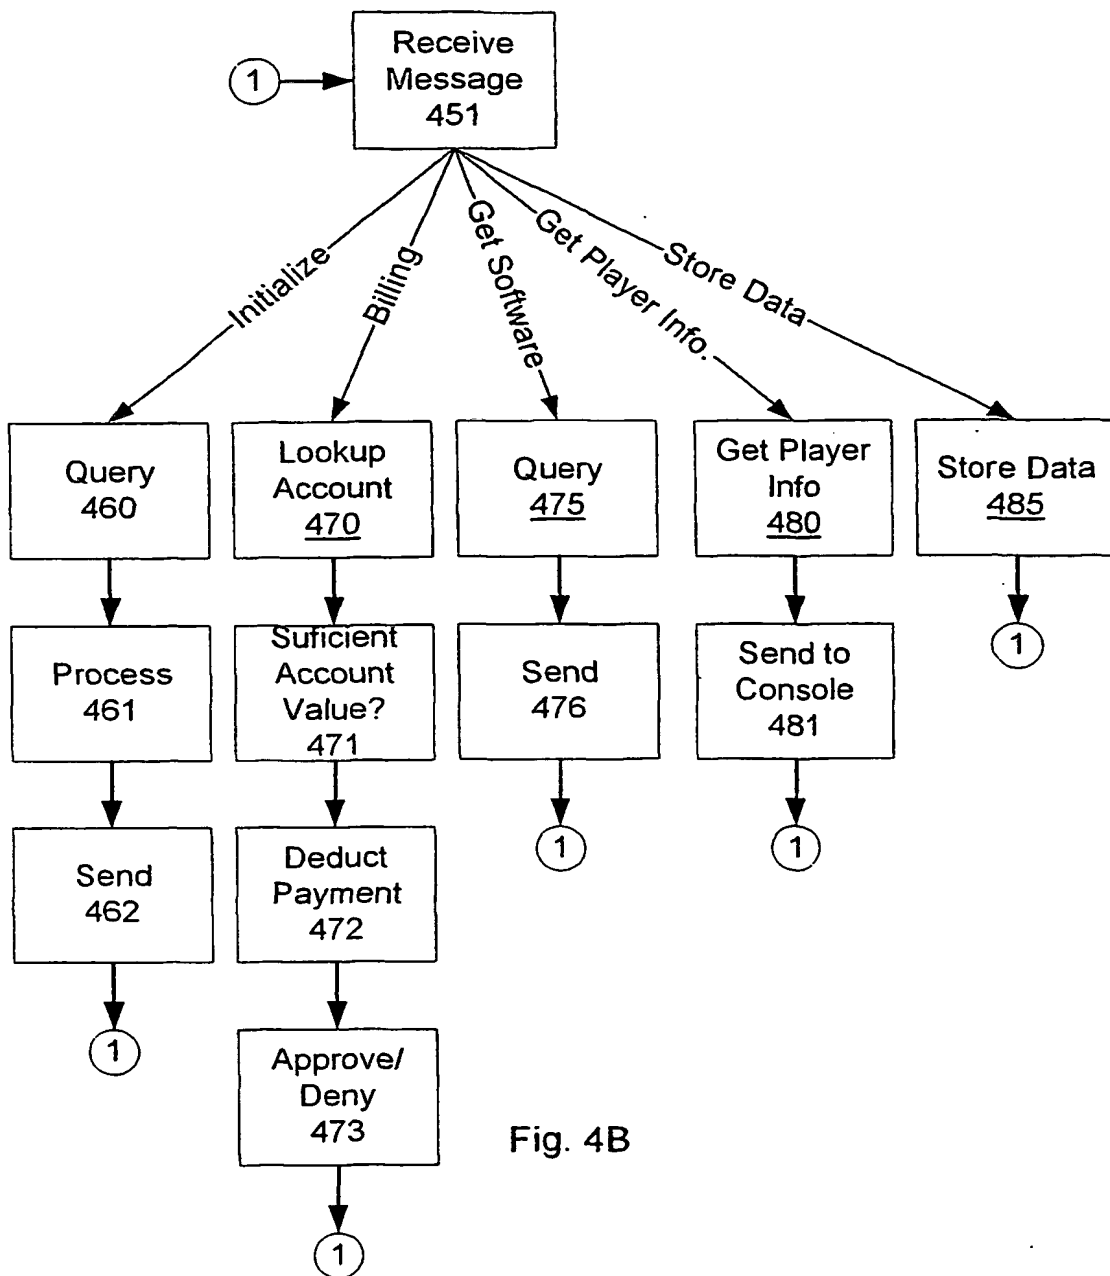 1
Receive
Message
451
Initialize
Billing
Get Software
Get Player Info.
Store Data
Query
460
Lookup
Account
470
Query
475
Get Player
Info
480
Store Data
485
Process
461
Suficient
Account
Value?
471
Send
476
Send to
Console
481
1
Send
462
Deduct
Payment
472
1
1
1
Approve/
Deny
473
1
Fig. 4B